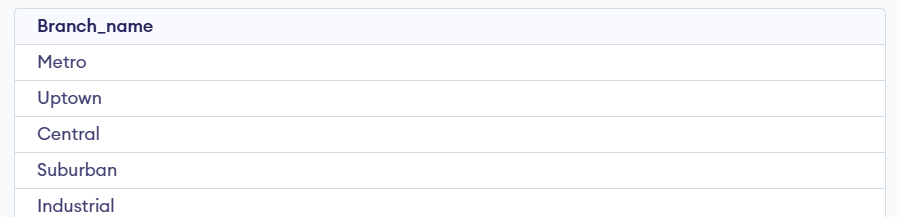 Branch_name
Metro
Uptown
Central
Suburban
Industrial